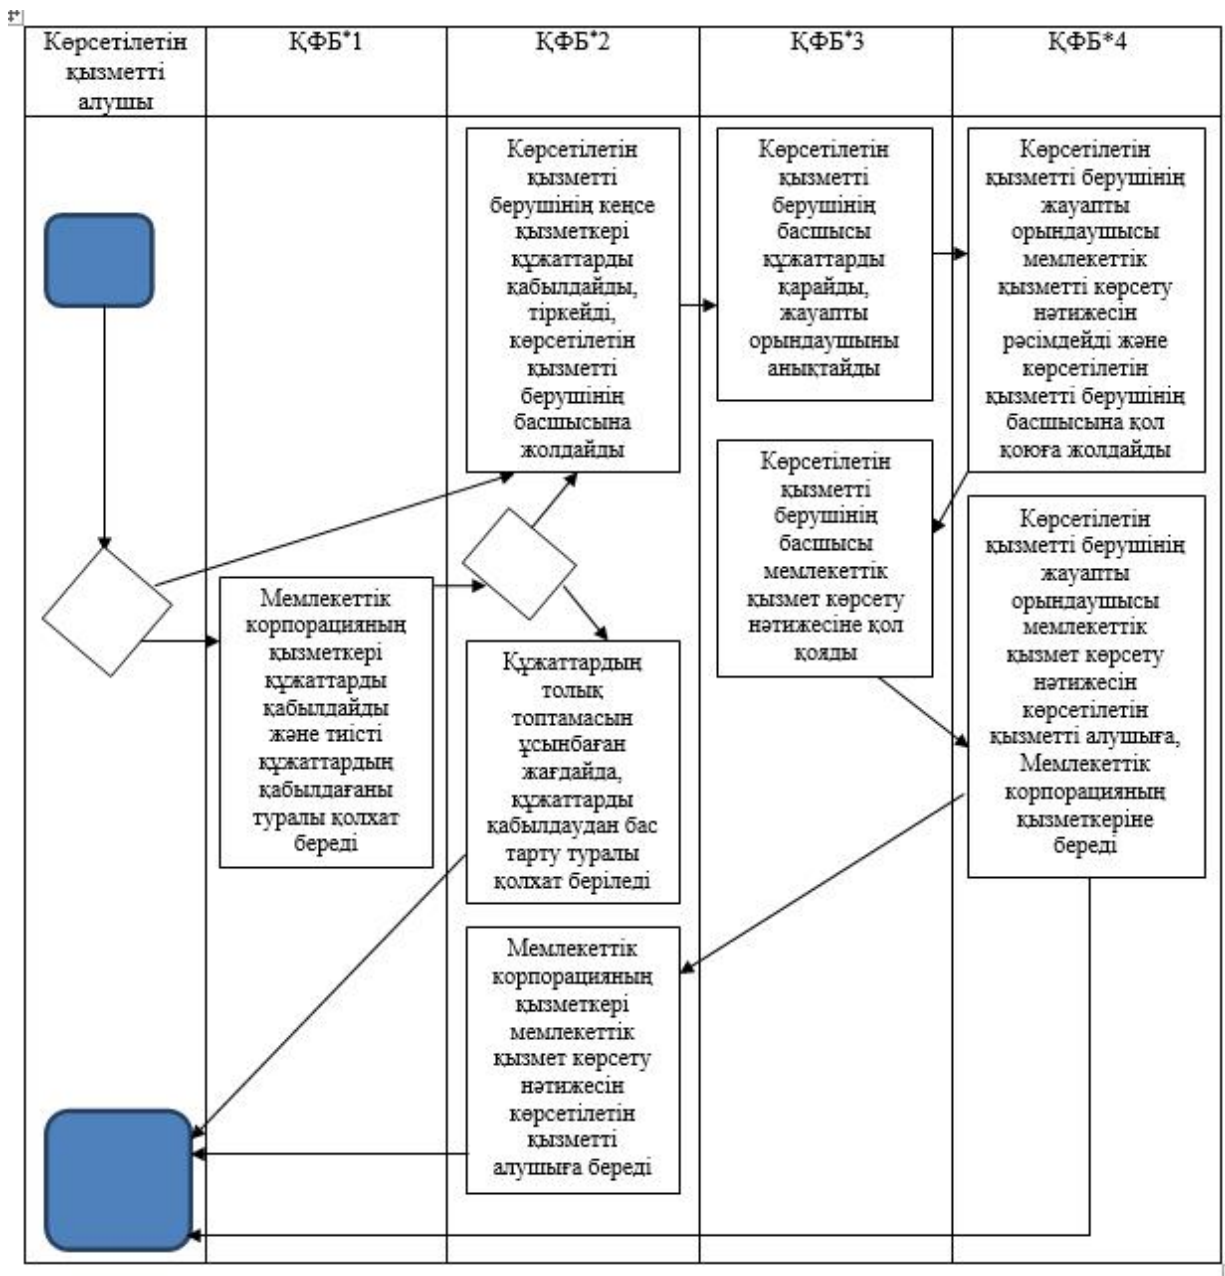 Көрсетілетін
қызметті
алушы
ҚФБ*1
ҚФБ*2
ҚФБ*3
ҚФБ*4
Көрсетілетін
қызметті
берушінің кеңсе
қызметкері
құжаттарды
қабылдайды,
тіркейді,
көрсетілетін
қызметті
берушінің
басшысына
жолдайды
Көрсетілетін
қызметті
берушінің
басшысы
құжаттарды
қарайды,
жауапты
орындаушыны
анықтайды
Көрсетілетін
қызметті берушінің
жауапты
орындаушысы
мемлекеттік
қызметті көрсету
нәтижесін
рәсімдейді және
көрсетілетін
қызметті берушінің
басшысына қол
қоюға жолдайды
Мемлекеттік
корпорацияның
қызметкері
құжаттарды
қабылдайды
және тиісті
құжаттардың
қабылдағаны
туралы қолхат
береді
Құжаттардың
толық
топтамасын
ұсынбаған
жағдайда,
құжаттарды
қабылдаудан бас
тарту туралы
қолхат беріледі
Көрсетілетін
қызметті
берушінің
басшысы
мемлекеттік
қызмет көрсету
нәтижесіне қол
қояды
Көрсетілетін
қызметті берушінің
жауапты
орындаушысы
мемлекеттік
қызмет көрсету
нәтижесін
көрсетілетін
қызметті алушыға,
Мемлекеттік
корпорацияның
қызметкеріне
береді
Мемлекеттік
корпорацияның
қызметкері
мемлекеттік
қызмет көрсету
нәтижесін
көрсетілетін
қызметті
алушыға береді